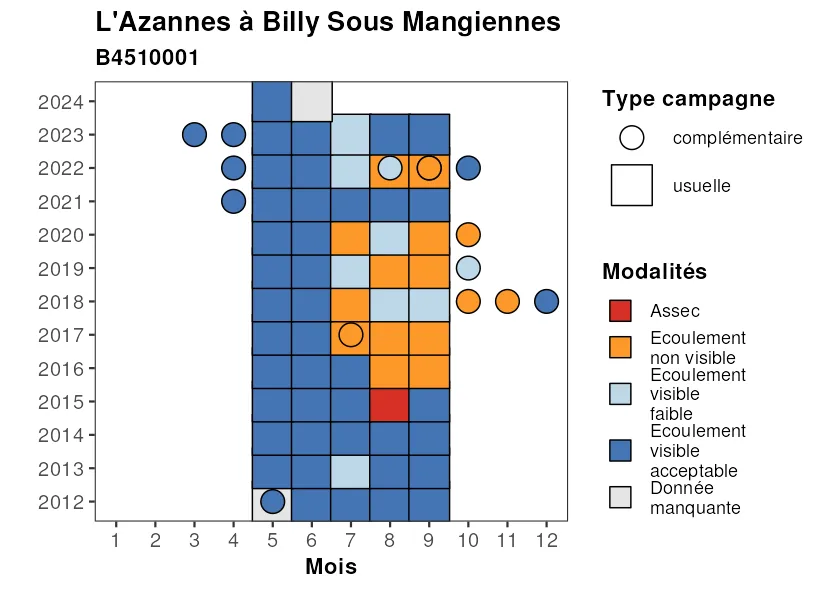 L'Azannes à Billy Sous Mangiennes
B4510001
2024
2023
2022
2021
2020
2019
2018
2017
2016
2015
2014
2013
2012
1 2 3 4 5 6 7 8 9 10 11 12
Mois
Type campagne
complémentaire
usuelle
Modalités
Assec
Ecoulement
non visible
Ecoulement
visible
faible
Ecoulement
visible
acceptable
Donnée
manquante